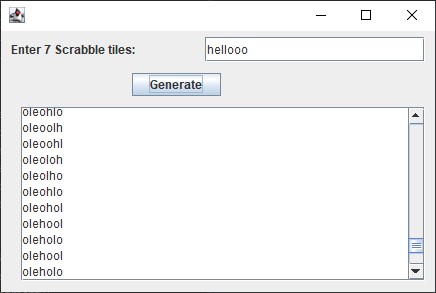 Enter 7 Scrabble tiles: hellooo
Generate
oleohlo
oleoolh
oleoohl
oleoloh
oleolho
oleohlo
oleohol
olehool
oleholo
olehool
oleholo